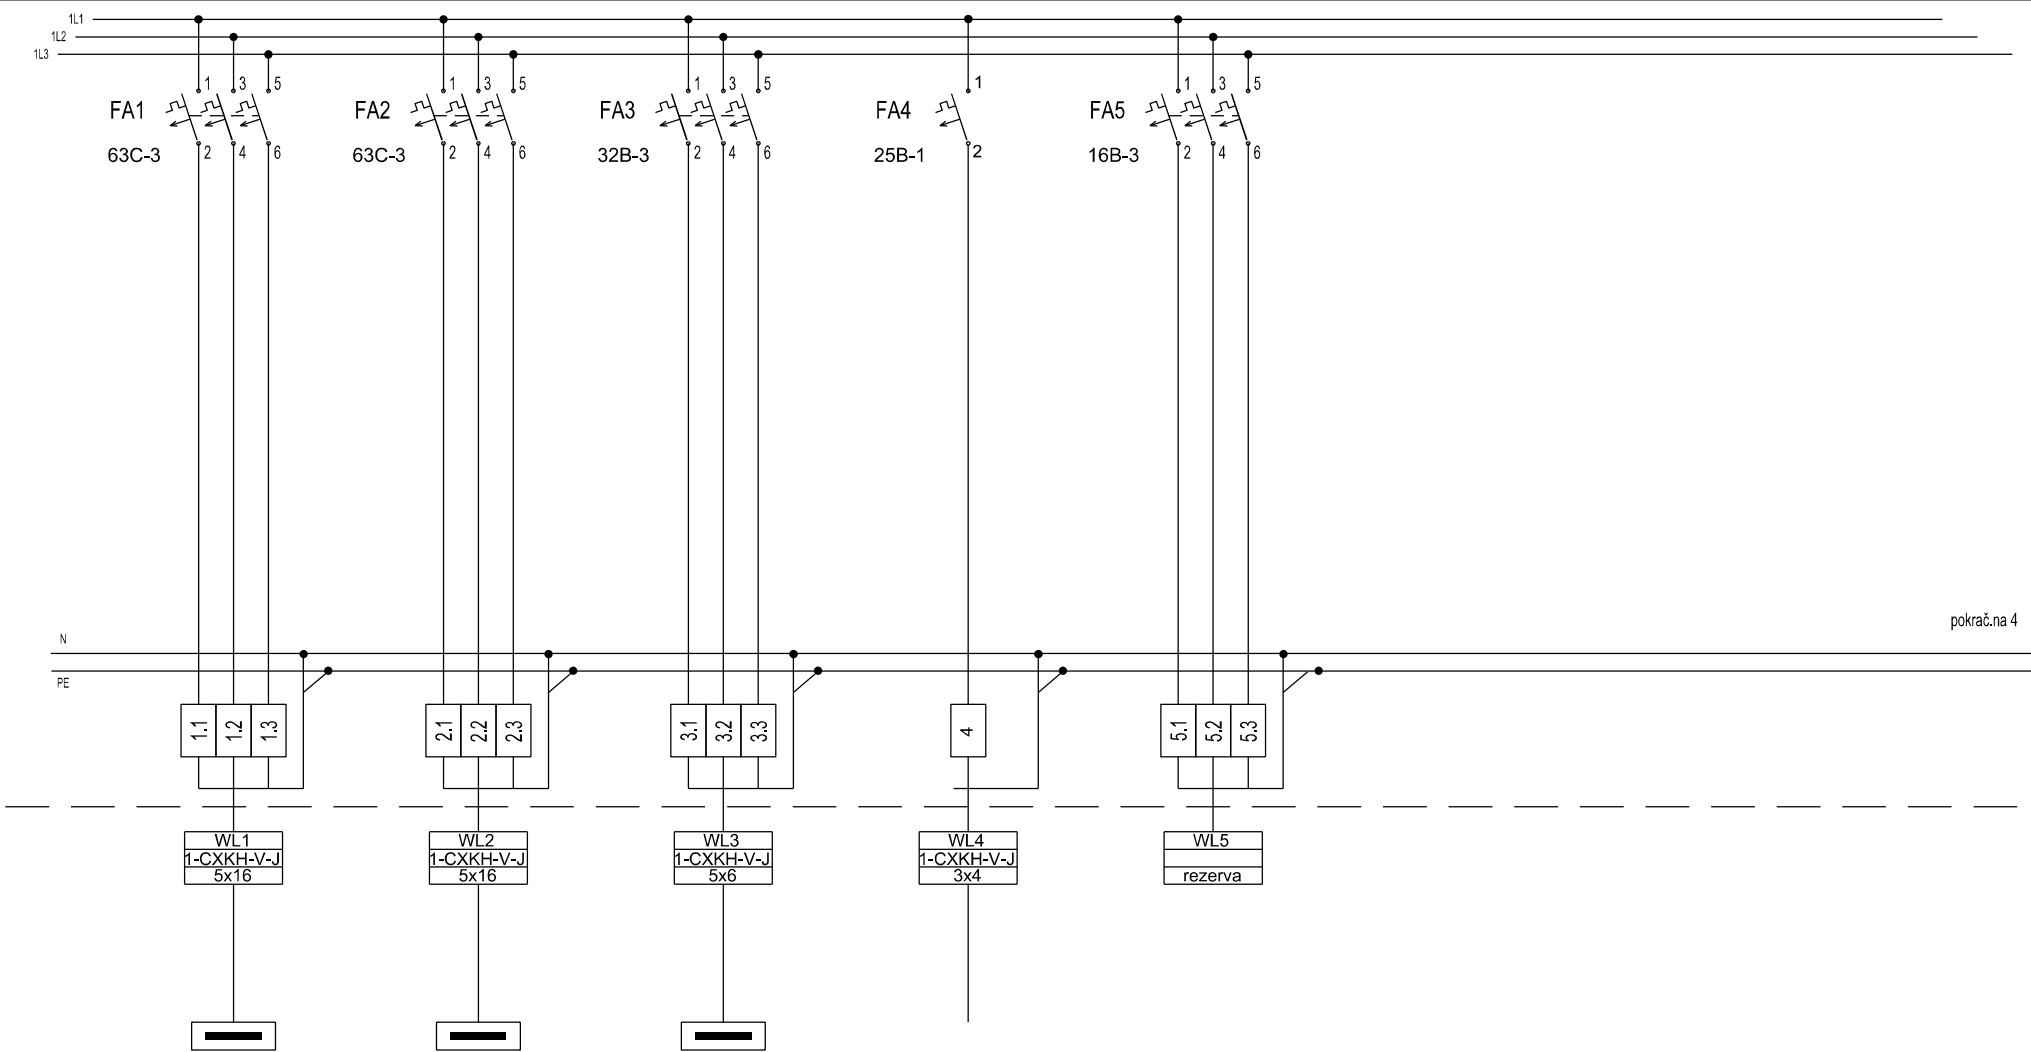 1L1
1L2
1L3
1 3 5 1 3 5 1 3 5 1 1 3 5
FA1 FA2 FA3 FA4 FA5
63C-3 2 4 6 63C-3 2 4 6 32B-3 2 4 6 25B-1 2 16B-3 2 4 6
pokrač.na 4
N
PE
1.1 1.2 1.3 2.1 2.2 2.3 3.1 3.2 3.3 4 5.1 5.2 5.3
WL1 WL2 WL3 WL4 WL5
1-CXKH-V-J 1-CXKH-V-J 1-CXKH-V-J 1-CXKH-V-J
5x16 5x16 5x6 3x4 rezerva